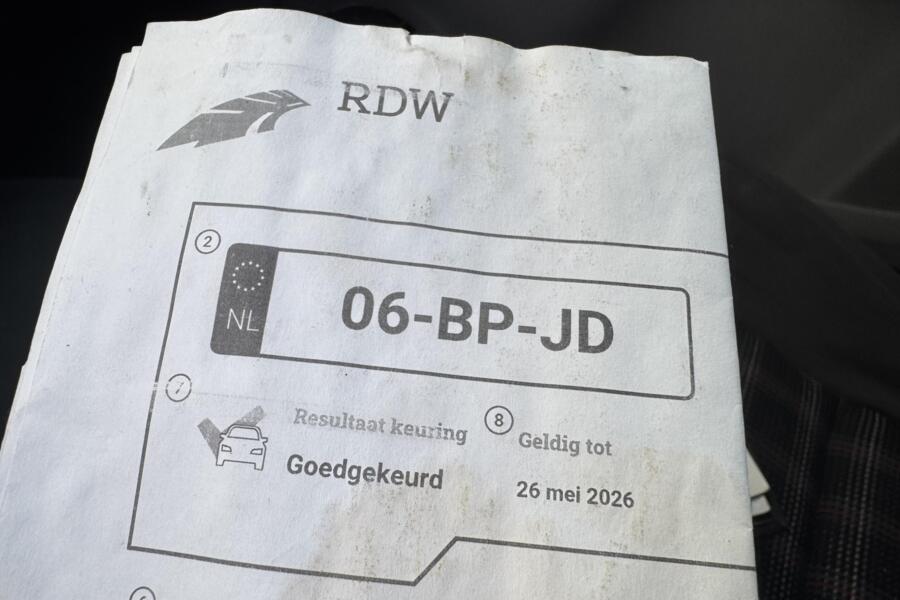 RDW
2
NL
06-BP-JD
7
Resultaat keuring
Goedgekeurd
8
Geldig tot
26 mei 2026